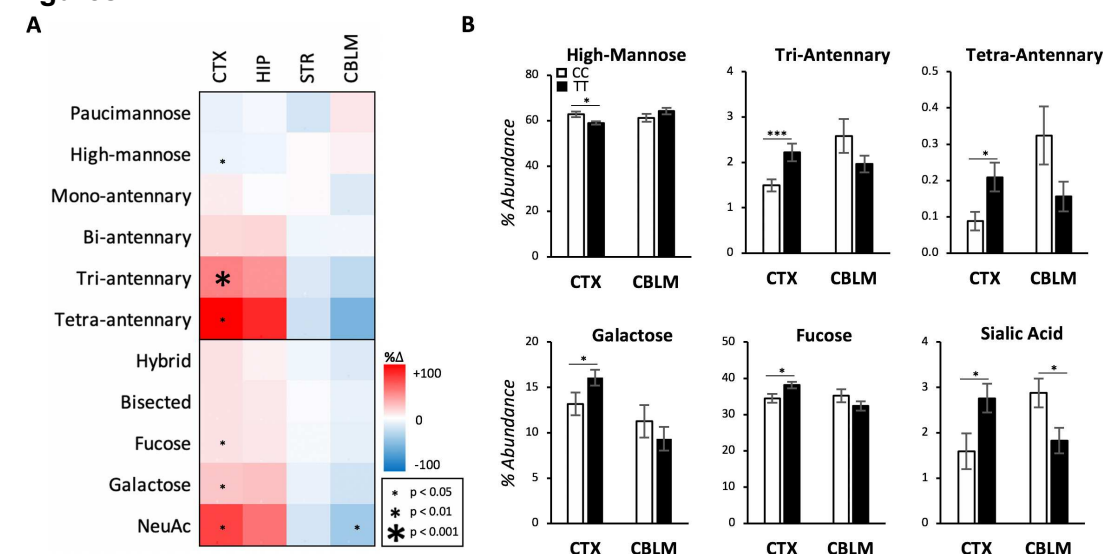 A
CTX
HIP
STR
CBLM
Paucimannose
High-mannose
*
Mono-antennary
Bi-antennary
Tri-antennary
*
Tetra-antennary
*
Hybrid
Bisected
Fucose
*
Galactose
*
NeuAc
*
*
%Δ
+100
0
-100
* p < 0.05
* p < 0.01
* p < 0.001
B
High-Mannose
CC
TT
% Abundance
80
60
40
20
0
*
CTX
CBLM
Tri-Antennary
4
3
2
1
0
***
CTX
CBLM
Tetra-Antennary
0.5
0.4
0.3
0.2
0.1
0.0
*
CTX
CBLM
Galactose
% Abundance
20
15
10
5
0
*
CTX
CBLM
Fucose
50
40
30
20
10
0
*
CTX
CBLM
Sialic Acid
4
3
2
1
0
*
*
CTX
CBLM